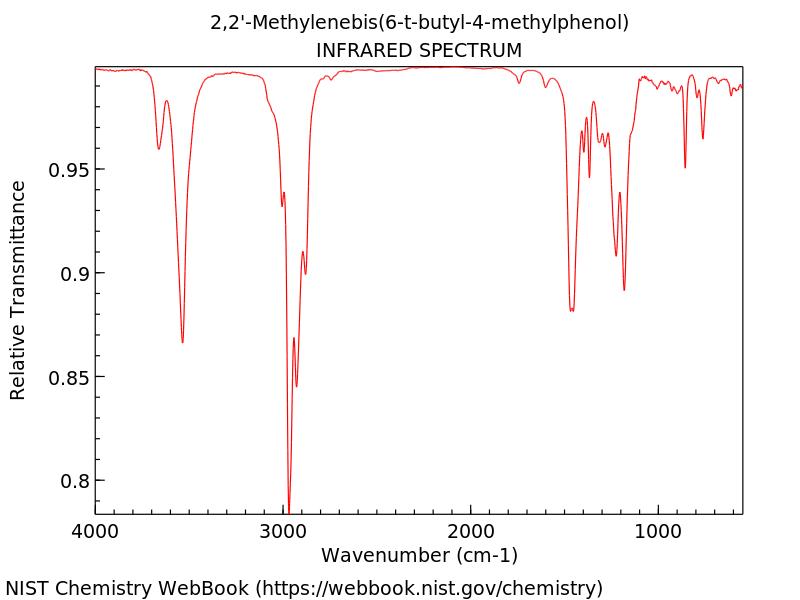 2,2'-Methylenebis(6-t-butyl-4-methylphenol)
INFRARED SPECTRUM
Relative Transmittance
0.95
0.9
0.85
0.8
4000 3000 2000 1000
Wavenumber (cm-1)
NIST Chemistry WebBook (https://webbook.nist.gov/chemistry)